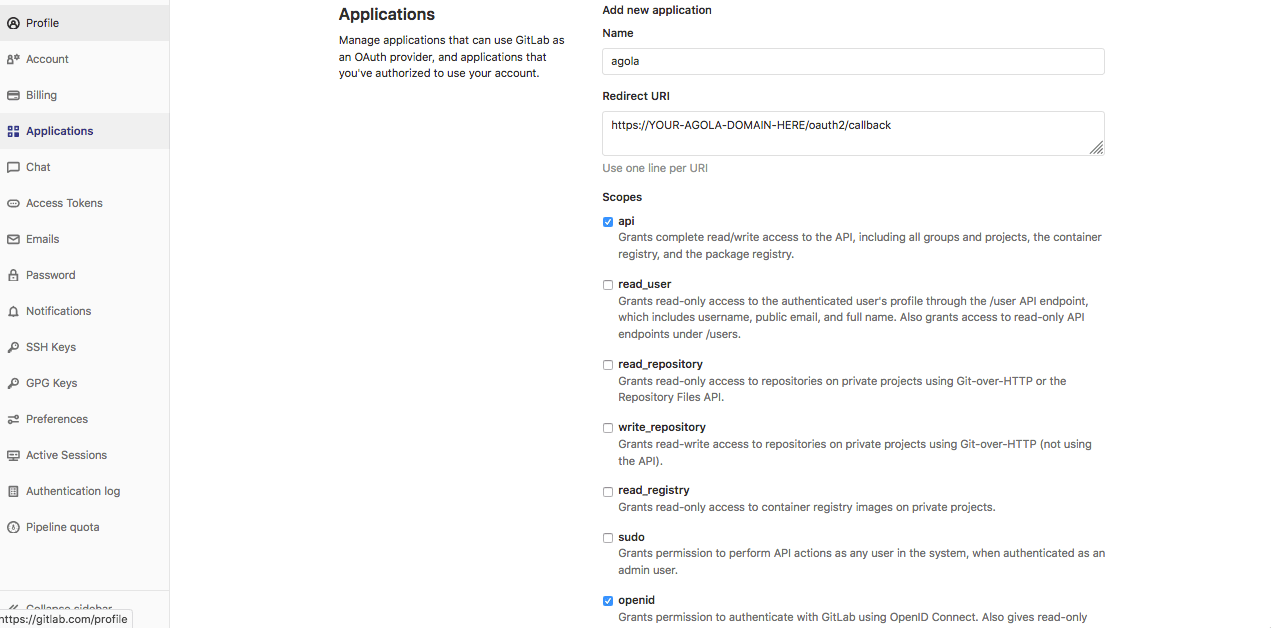 Profile
Account
Billing
Applications
Chat
Access Tokens
Emails
Password
Notifications
SSH Keys
GPG Keys
Preferences
Active Sessions
Authentication log
Pipeline quota
Collapse sidebar
https://gitlab.com/profile
Applications
Manage applications that can use GitLab as
an OAuth provider, and applications that
you've authorized to use your account.
Add new application
Name
agola
Redirect URI
https://YOUR-AGOLA-DOMAIN-HERE/oauth2/callback
Use one line per URI
Scopes
api
Grants complete read/write access to the API, including all groups and projects, the container
registry, and the package registry.
read_user
Grants read-only access to the authenticated user's profile through the /user API endpoint,
which includes username, public email, and full name. Also grants access to read-only API
endpoints under /users.
read_repository
Grants read-only access to repositories on private projects using Git-over-HTTP or the
Repository Files API.
write_repository
Grants read-write access to repositories on private projects using Git-over-HTTP (not using
the API).
read_registry
Grants read-only access to container registry images on private projects.
sudo
Grants permission to perform API actions as any user in the system, when authenticated as an
admin user.
openid
Grants permission to authenticate with GitLab using OpenID Connect. Also gives read-only